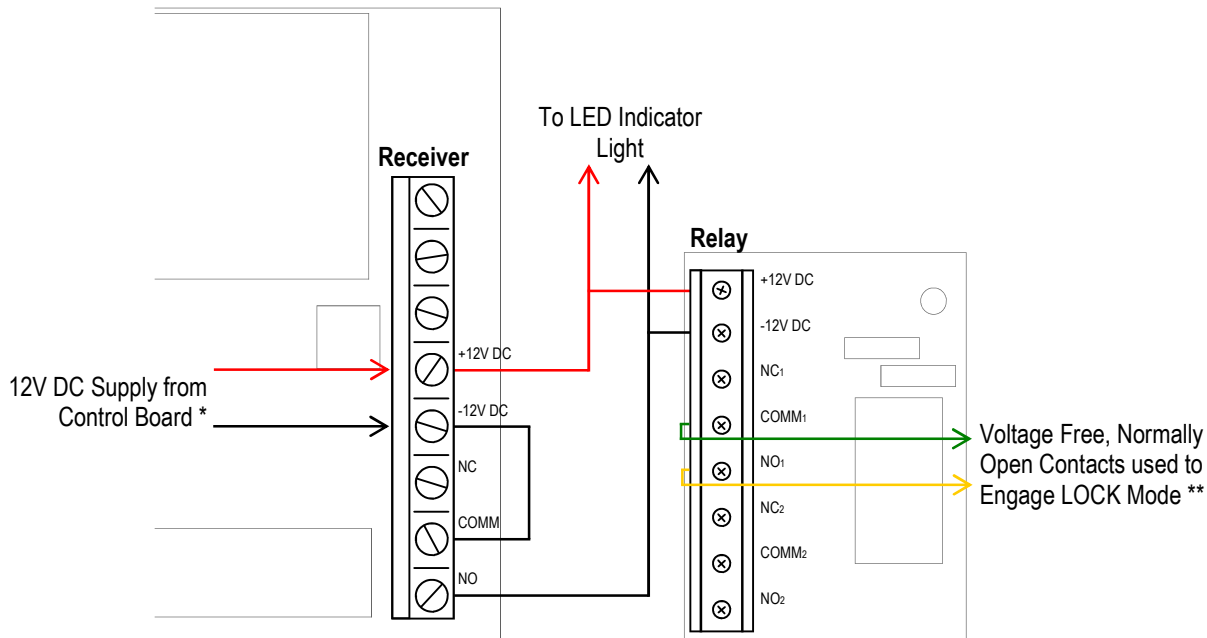 To LED Indicator
Light
Receiver
Relay
+12V DC
-12V DC
NC1
COMM1
NO1
NC2
COMM2
NO2
+12V DC
-12V DC
NC
COMM
NO
12V DC Supply from
Control Board *
Voltage Free, Normally
Open Contacts used to
Engage LOCK Mode **